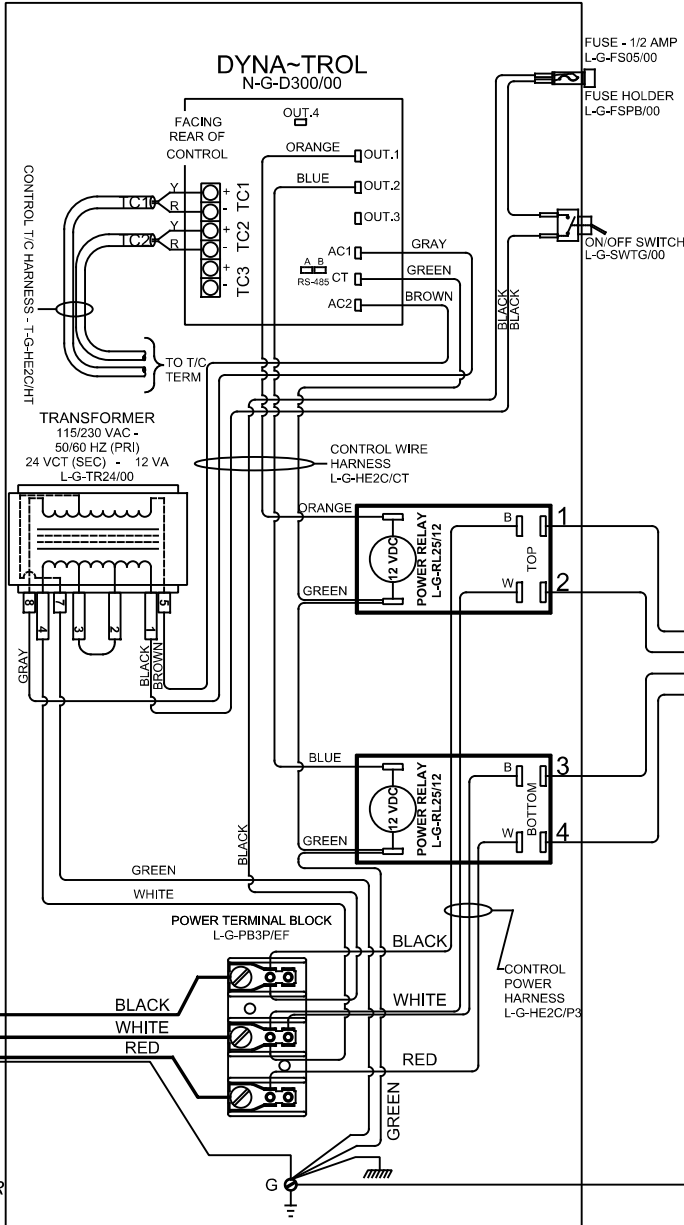 FUSE - 1/2 AMP
L-G-FS05/00
FUSE HOLDER
L-G-FSPB/00
DYNA~TROL
N-G-D300/00
OUT.4
FACING
REAR OF
CONTROL
ORANGE
OUT.1
BLUE
OUT.2
OUT.3
CONTROL T/C HARNESS - T-G-HE2C/HT
TC1
Y
R
+
-
TC1
TC2
Y
R
+
-
TC2
+
-
TC3
AC1
GRAY
A B
RS-485
CT
GREEN
AC2
BROWN
ON/OFF SWITCH
L-G-SWTG/00
BLACK
BLACK
TO T/C
TERM
TRANSFORMER
115/230 VAC -
50/60 HZ (PRI)
24 VCT (SEC) - 12 VA
L-G-TR24/00
CONTROL WIRE
HARNESS
L-G-HE2C/CT
ORANGE
12 VDC
POWER RELAY
L-G-RL25/12
B
W
TOP
1
2
GREEN
8
4
7
3
2
1
5
GRAY
BLACK
BROWN
BLUE
12 VDC
POWER RELAY
L-G-RL25/12
B
W
BOTTOM
3
4
GREEN
BLACK
GREEN
WHITE
POWER TERMINAL BLOCK
L-G-PB3P/EF
BLACK
CONTROL
POWER
HARNESS
L-G-HE2C/P3
BLACK
WHITE
WHITE
RED
RED
GREEN
G
R